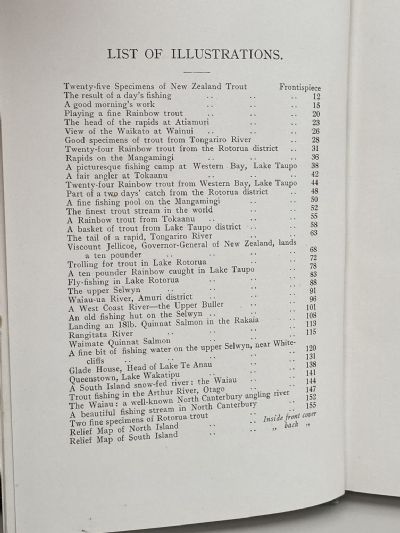 LIST OF ILLUSTRATIONS.
Twenty-five Specimens of New Zealand Trout Frontispiece
The result of a day's fishing .. .. .. 12
A good morning's work .. .. ..
Playing a fine Rainbow trout .. .. 20
The head of the rapids at Atiamuri .. .. 23
View of the Waikato at Wainui .. .. 26
Good specimens of trout from Tongariro River .. 28
Twenty-four Rainbow trout from the Rotorua district .. 31
Rapids on the Mangamingi .. .. .. 36
A picturesque fishing camp at Western Bay, Lake Taupo 38
A fair angler at Tokaanu .. .. .. 42
Twenty-four Rainbow trout from Western Bay, Lake Taupo 44
Part of a two days' catch from the Rotorua district .. 48
A fine fishing pool on the Mangamingi .. .. 50
The finest trout stream in the world .. .. 52
A Rainbow trout from Tokaanu .. .. 55
A basket of trout from Lake Taupo district .. 58
The tail of a rapid, Tongariro River .. .. 63
Viscount Jellicoe, Governor-General of New Zealand, lands
a ten pounder .. .. .. 68
Trolling for trout in Lake Rotorua .. .. 72
A ten pounder Rainbow caught in Lake Taupo .. 78
Fly-fishing in Lake Rotorua .. .. 83
The upper Selwyn .. .. .. 88
Waiau-ua River, Amuri district .. .. 91
A West Coast River—the Upper Buller .. 96
An old fishing hut on the Selwyn .. .. 101
Landing an 18lb. Quinnat Salmon in the Rakaia .. 108
Rangitata River .. .. .. 113
Waimate Quinnat Salmon .. .. 115
A fine bit of fishing water on the upper Selwyn, near White-
cliffs .. .. .. 120
Glade House, Head of Lake Te Anau .. .. 131
Queenstown, Lake Wakatipu .. .. 138
A South Island snow-fed river: the Waiau .. 141
Trout fishing in the Arthur River, Otago .. 144
The Waiau: a well-known North Canterbury angling river 147
A beautiful fishing stream in North Canterbury .. 152
Two fine specimens of Rotorua trout .. .. 155
Relief Map of North Island .. Inside front cover
Relief Map of South Island .. „ back „